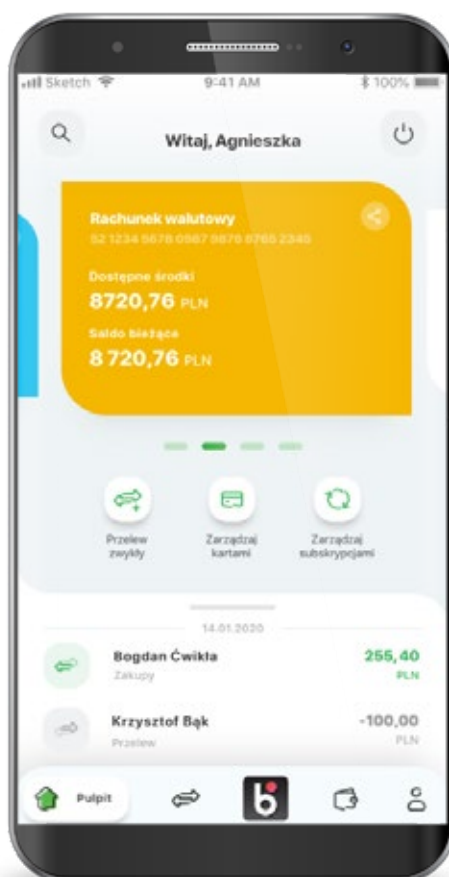 Sketch 9:41 AM 100%
Witaj, Agnieszka
Rachunek walutowy
52 1234 5678 0987 9876 8765 2345
Dostępne środki
8720,76 PLN
Saldo bieżące
8 720,76 PLN
Przelew
zwykły
Zarządzaj
kartami
Zarządzaj
subskrypcjami
14.01.2020
Bogdan Ćwikła 255,40
Zakupy PLN
Krzysztof Bąk -100,00
Przelew PLN
Pulpit b